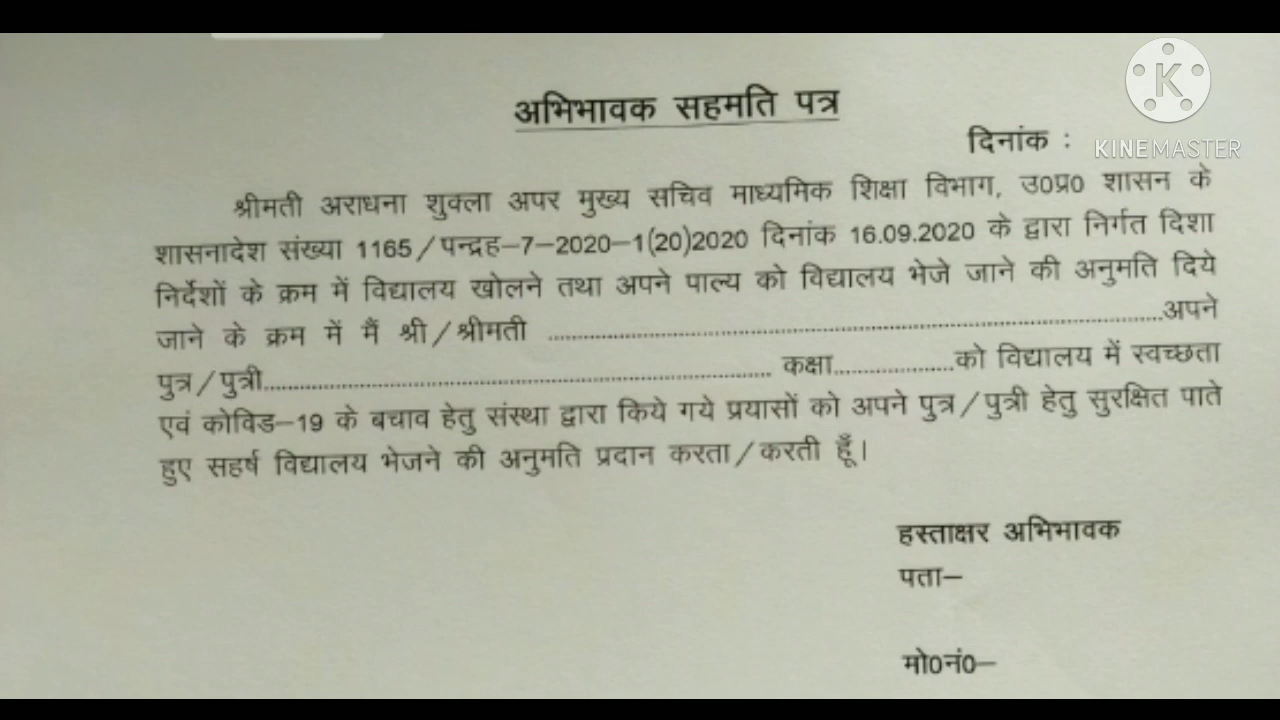 KINEMASTER
अभिभावक सहमति पत्र
दिनांक :
श्रीमती अराधना शुक्ला अपर मुख्य सचिव माध्यमिक शिक्षा विभाग, उ0प्र0 शासन के
शासनादेश संख्या 1165/पन्द्रह–7–2020–1(20)2020 दिनांक 16.09.2020 के द्वारा निर्गत दिशा
निर्देशों के क्रम में विद्यालय खोलने तथा अपने पाल्य को विद्यालय भेजे जाने की अनुमति दिये
जाने के क्रम में मैं श्री/श्रीमती ......................................................................अपने
पुत्र/पुत्री...................................................................... कक्षा..................को विद्यालय में स्वच्छता
एवं कोविड–19 के बचाव हेतु संस्था द्वारा किये गये प्रयासों को अपने पुत्र/पुत्री हेतु सुरक्षित पाते
हुए सहर्ष विद्यालय भेजने की अनुमति प्रदान करता/करती हूँ।
हस्ताक्षर अभिभावक
पता–
मो0नं0–